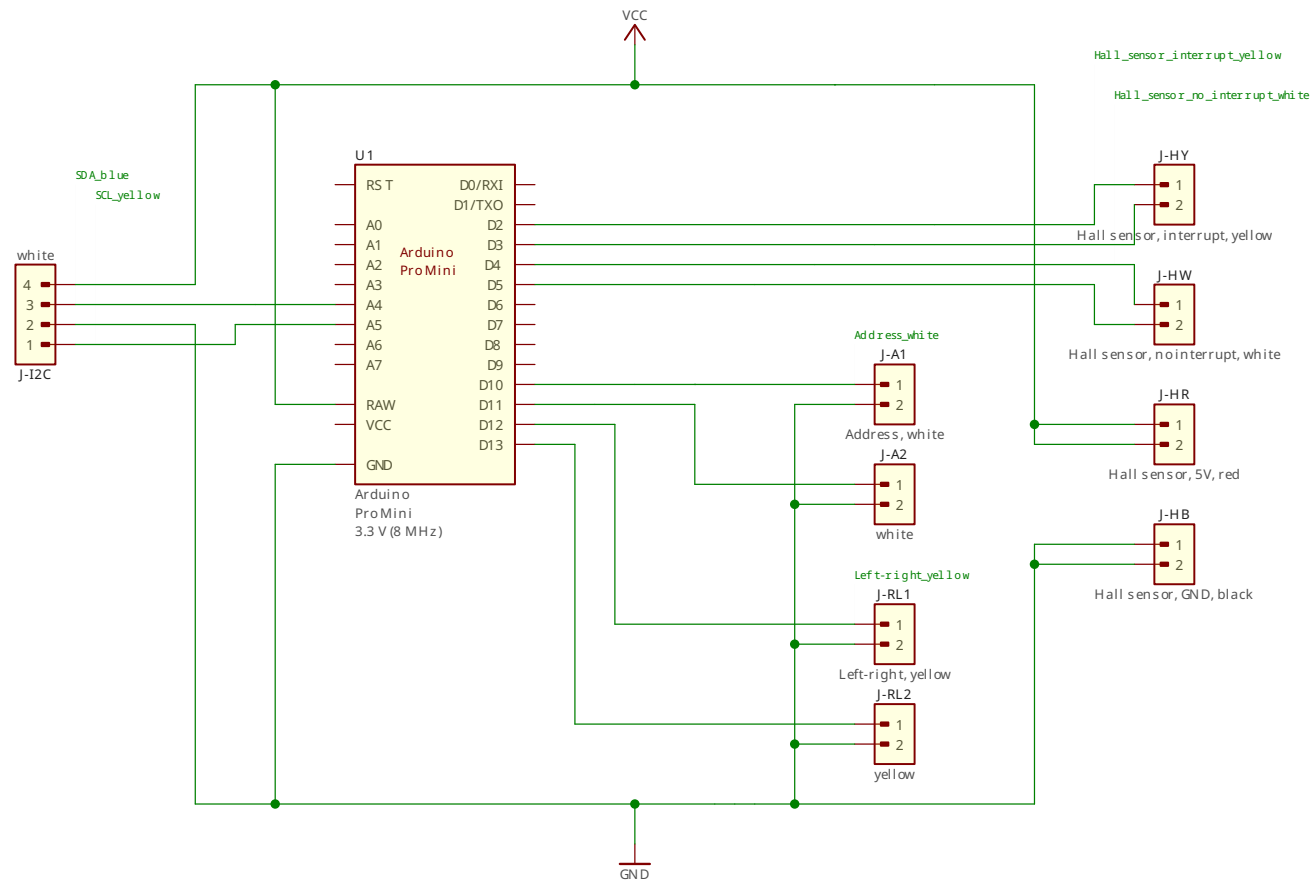 VCC
Hall_sensor_interrupt_yellow
Hall_sensor_no_interrupt_white
SDA_blue
SCL_yellow
white
4
3
2
1
J-I2C
U1
RST
A0
A1
A2
A3
A4
A5
A6
A7
RAW
VCC
GND
Arduino
Pro Mini
D0/RXI
D1/TXO
D2
D3
D4
D5
D6
D7
D8
D9
D10
D11
D12
D13
Arduino
Pro Mini
3.3 V (8 MHz)
Address_white
J-A1
1
2
Address, white
J-A2
1
2
white
Left-right_yellow
J-RL1
1
2
Left-right, yellow
J-RL2
1
2
yellow
J-HY
1
2
Hall sensor, interrupt, yellow
J-HW
1
2
Hall sensor, no interrupt, white
J-HR
1
2
Hall sensor, 5V, red
J-HB
1
2
Hall sensor, GND, black
GND